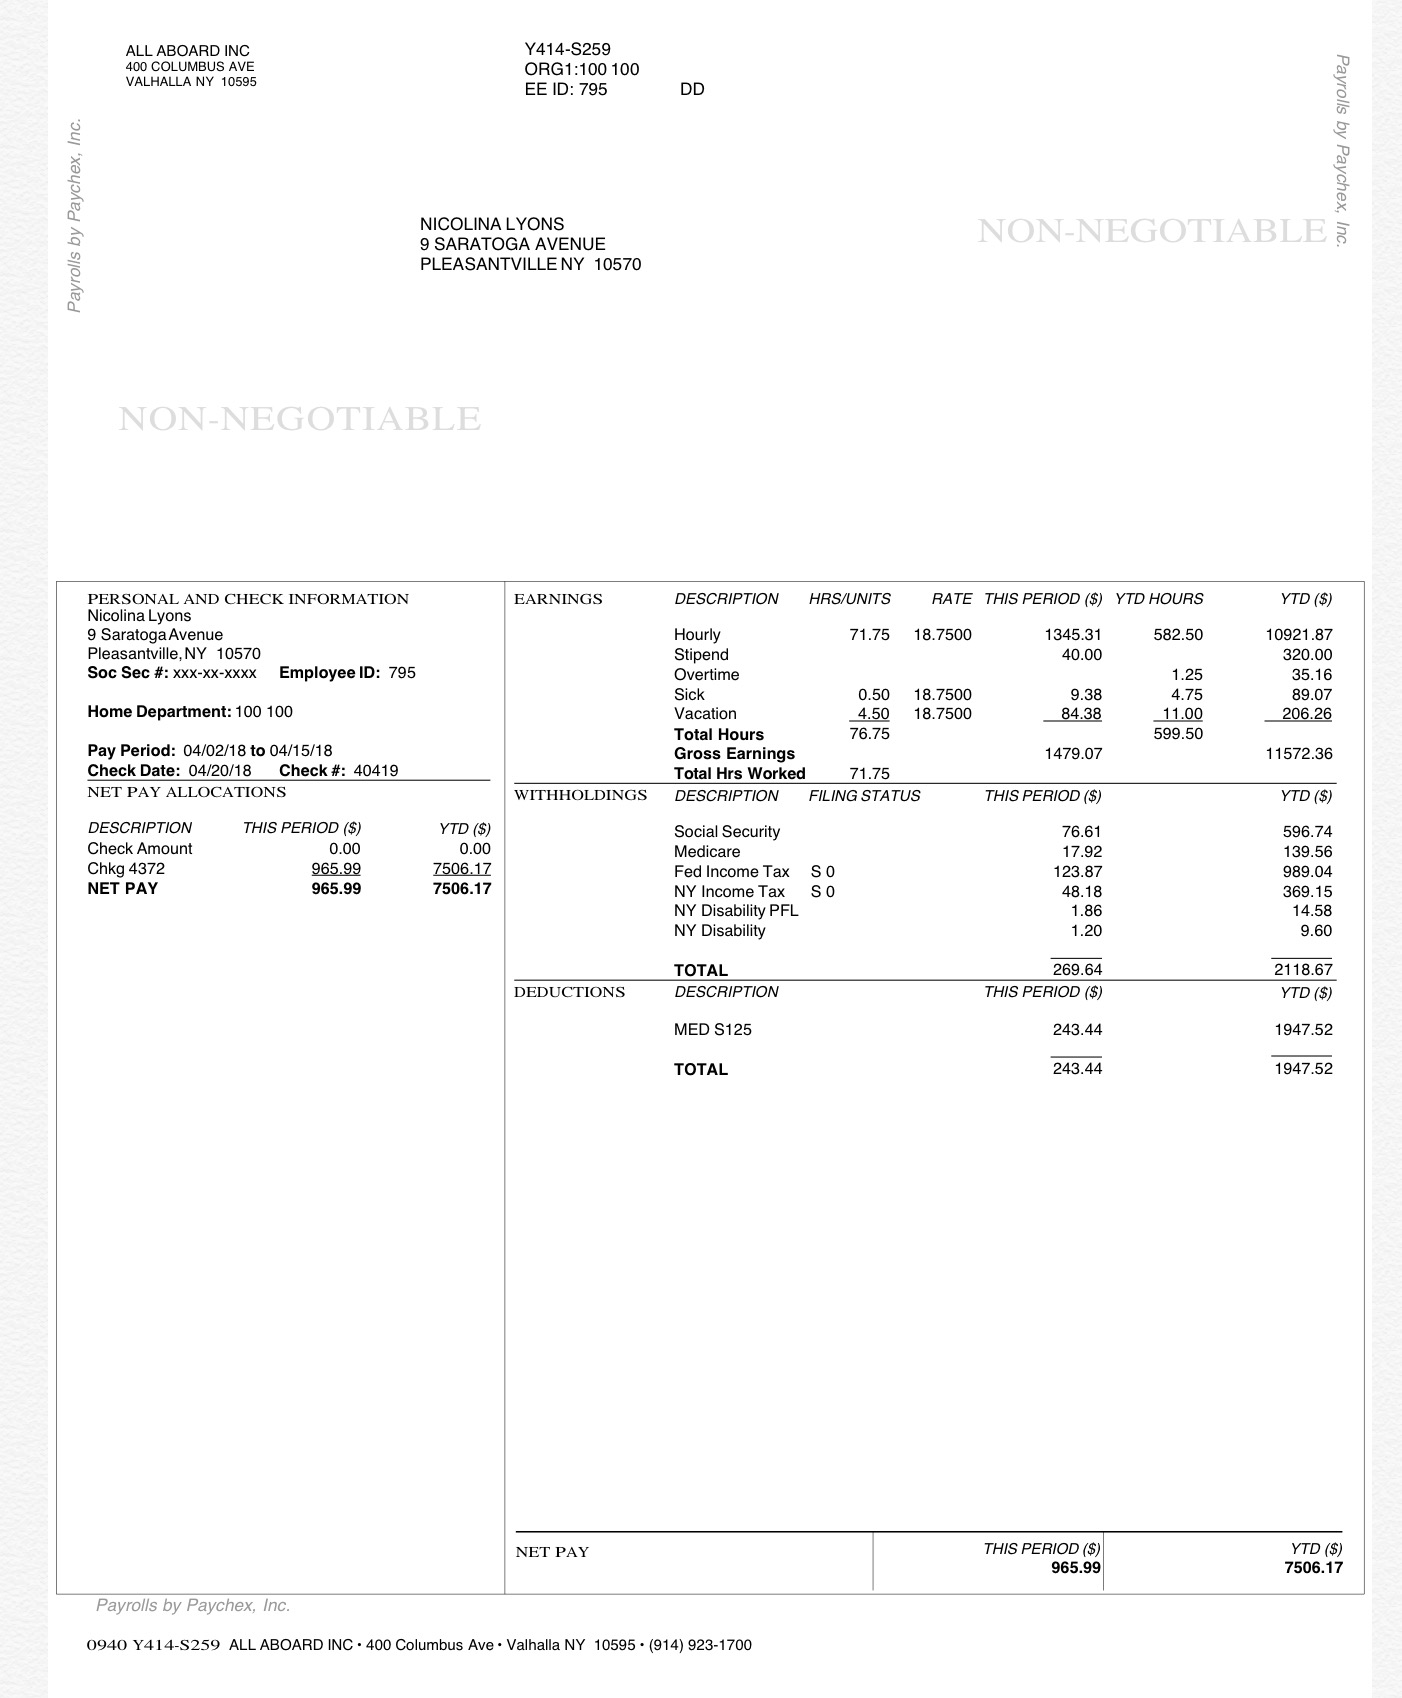 ALL ABOARD INC
400 COLUMBUS AVE
VALHALLA NY 10595
Y414-S259
ORG1:100 100
EE ID: 795 DD
Payrolls by Paychex, Inc.
Payrolls by Paychex, Inc.
NICOLINA LYONS
9 SARATOGA AVENUE
PLEASANTVILLE NY 10570
NON-NEGOTIABLE
NON-NEGOTIABLE
PERSONAL AND CHECK INFORMATION
Nicolina Lyons
9 Saratoga Avenue
Pleasantville, NY 10570
Soc Sec #: xxx-xx-xxxx Employee ID: 795
Home Department: 100 100
Pay Period: 04/02/18 to 04/15/18
Check Date: 04/20/18 Check #: 40419
NET PAY ALLOCATIONS
DESCRIPTION THIS PERIOD ($) YTD ($)
Check Amount 0.00 0.00
Chkg 4372 965.99 7506.17
NET PAY 965.99 7506.17
EARNINGS DESCRIPTION HRS/UNITS RATE THIS PERIOD ($) YTD HOURS YTD ($)
Hourly 71.75 18.7500 1345.31 582.50 10921.87
Stipend 40.00 320.00
Overtime 1.25 35.16
Sick 0.50 18.7500 9.38 4.75 89.07
Vacation 4.50 18.7500 84.38 11.00 206.26
Total Hours 76.75 599.50
Gross Earnings 1479.07 11572.36
Total Hrs Worked 71.75
WITHHOLDINGS DESCRIPTION FILING STATUS THIS PERIOD ($) YTD ($)
Social Security 76.61 596.74
Medicare 17.92 139.56
Fed Income Tax S 0 123.87 989.04
NY Income Tax S 0 48.18 369.15
NY Disability PFL 1.86 14.58
NY Disability 1.20 9.60
TOTAL 269.64 2118.67
DEDUCTIONS DESCRIPTION THIS PERIOD ($) YTD ($)
MED S125 243.44 1947.52
TOTAL 243.44 1947.52
NET PAY THIS PERIOD ($) YTD ($)
965.99 7506.17
Payrolls by Paychex, Inc.
0940 Y414-S259 ALL ABOARD INC • 400 Columbus Ave • Valhalla NY 10595 • (914) 923-1700